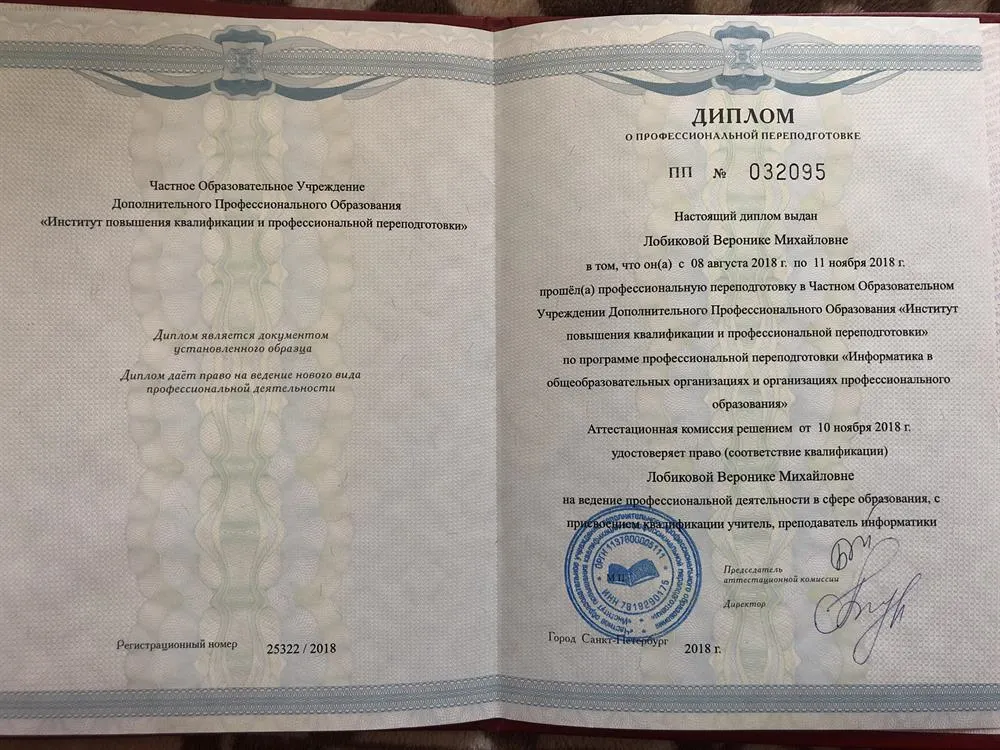 Частное Образовательное Учреждение
Дополнительного Профессионального Образования
«Институт повышения квалификации и профессиональной переподготовки»
Диплом является документом
установленного образца
Диплом даёт право на ведение нового вида
профессиональной деятельности
Регистрационный номер 25322 / 2018
ДИПЛОМ
О ПРОФЕССИОНАЛЬНОЙ ПЕРЕПОДГОТОВКЕ
ПП № 032095
Настоящий диплом выдан
Лобиковой Веронике Михайловне
в том, что он(а) с 08 августа 2018 г. по 11 ноября 2018 г.
прошёл(а) профессиональную переподготовку в Частном Образовательном
Учреждении Дополнительного Профессионального Образования «Институт
повышения квалификации и профессиональной переподготовки»
по программе профессиональной переподготовки «Информатика в
общеобразовательных организациях и организациях профессионального
образования»
Аттестационная комиссия решением от 10 ноября 2018 г.
удостоверяет право (соответствие квалификации)
Лобиковой Веронике Михайловне
на ведение профессиональной деятельности в сфере образования, с
присвоением квалификации учитель, преподаватель информатики
Председатель
аттестационной комиссии
Директор
М.П.
ОГРН 1137800005111
ИНН 7819290175
Город Санкт-Петербург 2018 г.